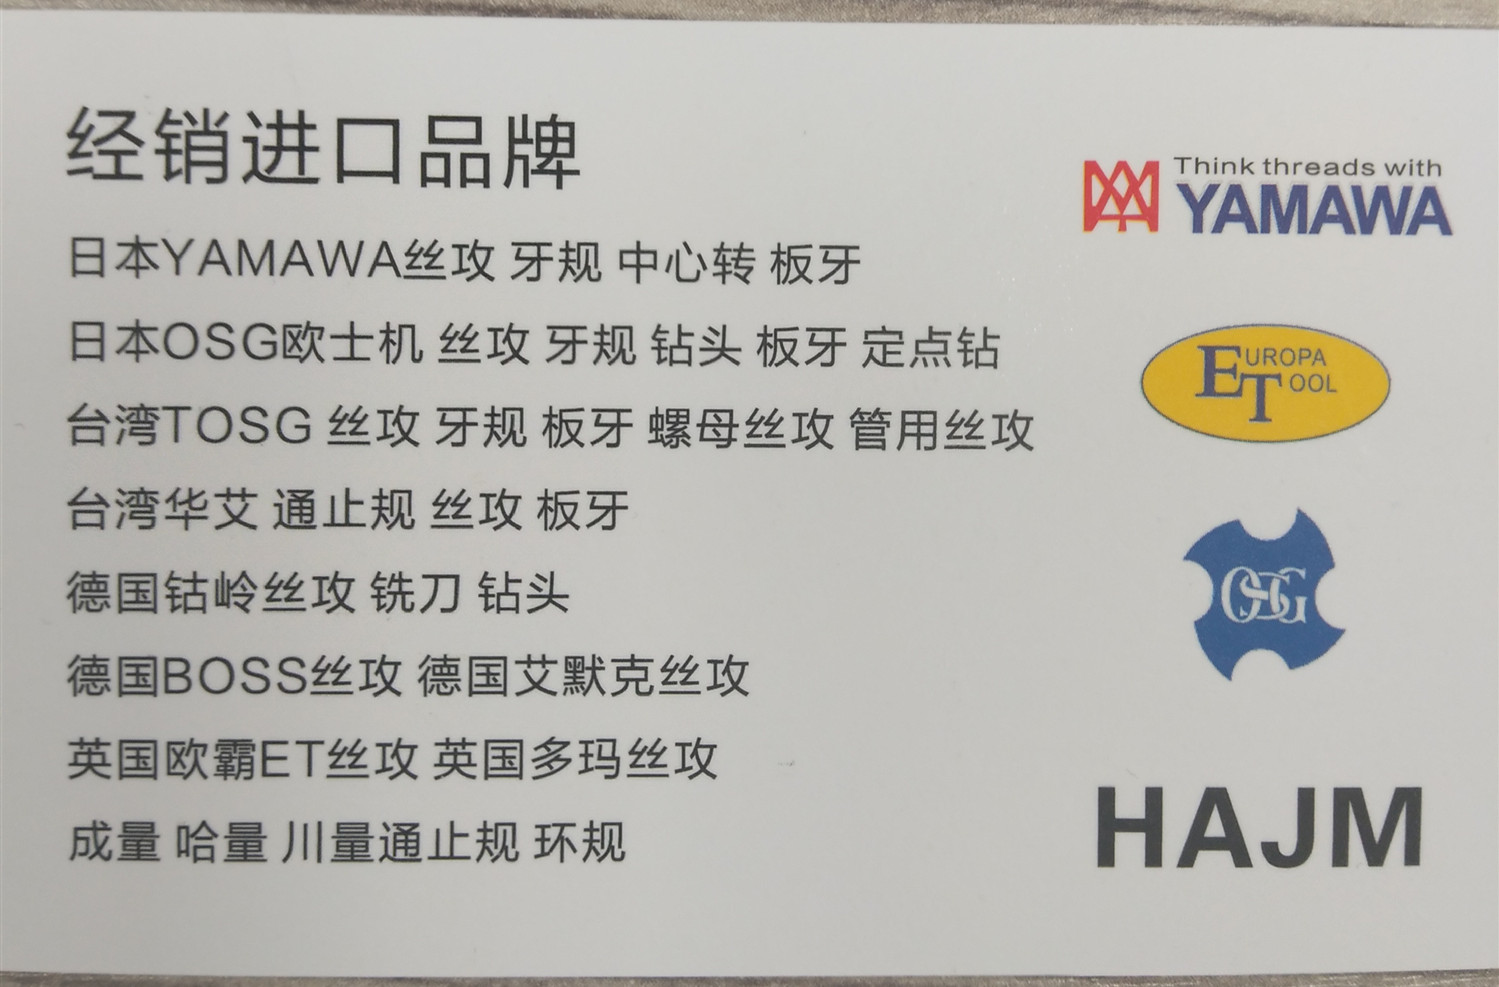 经销进口品牌
日本YAMAWA丝攻 牙规 中心转 板牙
日本OSG欧士机 丝攻 牙规 钻头 板牙 定点钻
台湾TOSG 丝攻 牙规 板牙 螺母丝攻 管用丝攻
台湾华艾 通止规 丝攻 板牙
德国钴岭丝攻 铣刀 钻头
德国BOSS丝攻 德国艾默克丝攻
英国欧霸ET丝攻 英国多玛丝攻
成量 哈量 川量通止规 环规
Think threads with
YAMAWA
EUROPA
TOOL
OSG
HAJM